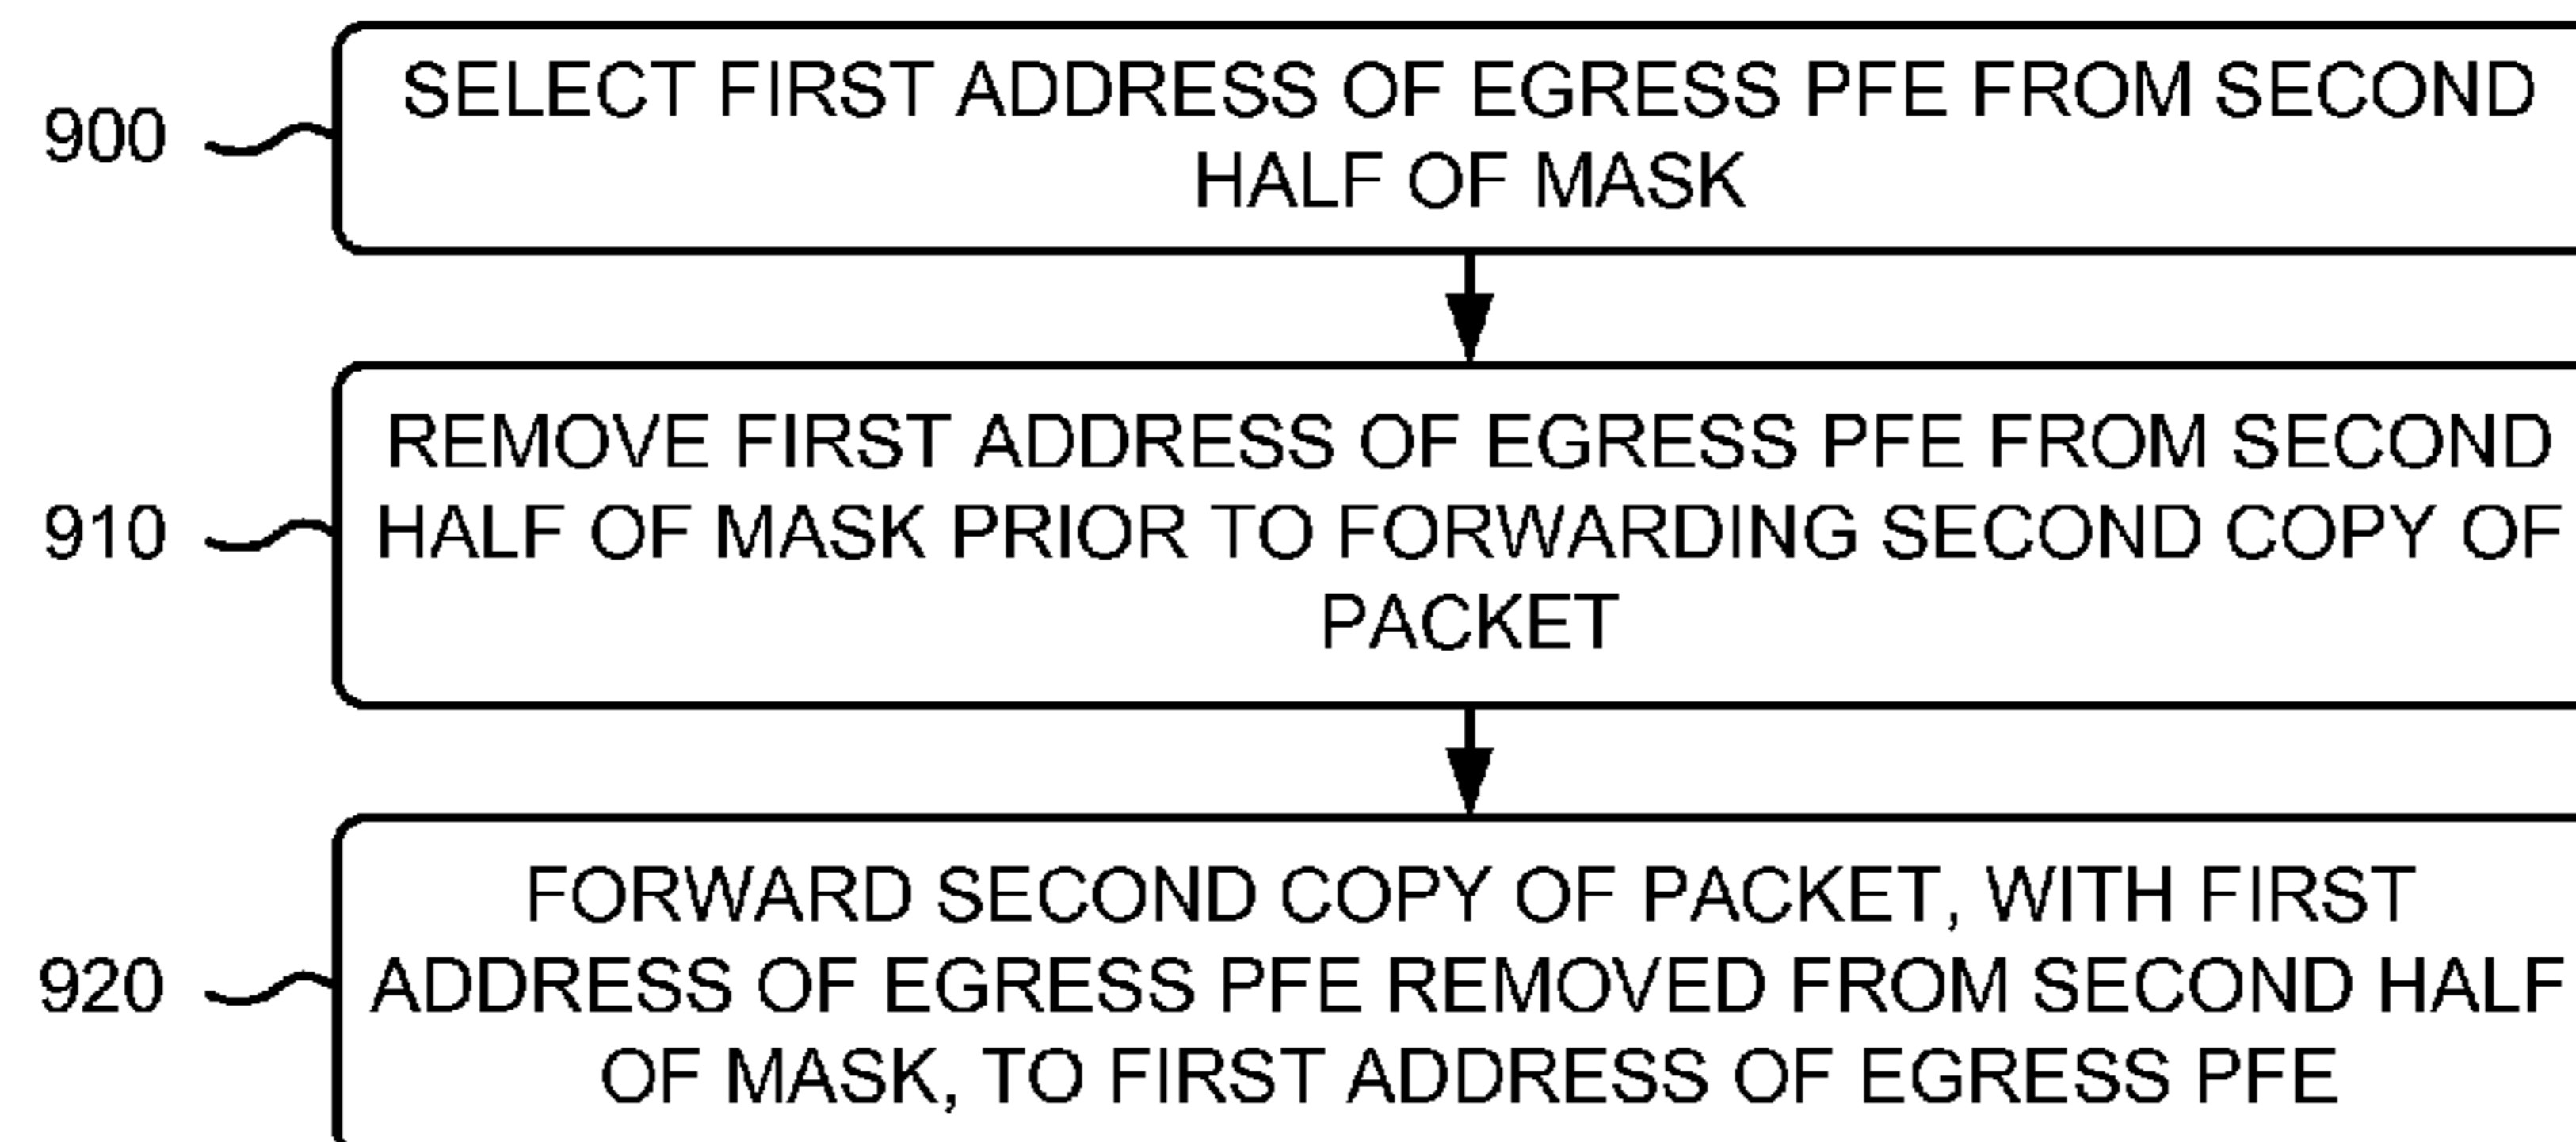 SELECT FIRST ADDRESS OF EGRESS PFE FROM SECOND
900
HALF OF MASK
REMOVE FIRST ADDRESS OF EGRESS PFE FROM SECOND
910
HALF OF MASK PRIOR TO FORWARDING SECOND COPY OF
PACKET
FORWARD SECOND COPY OF PACKET, WITH FIRST
920
ADDRESS OF EGRESS PFE REMOVED FROM SECOND HALF
OF MASK, TO FIRST ADDRESS OF EGRESS PFE